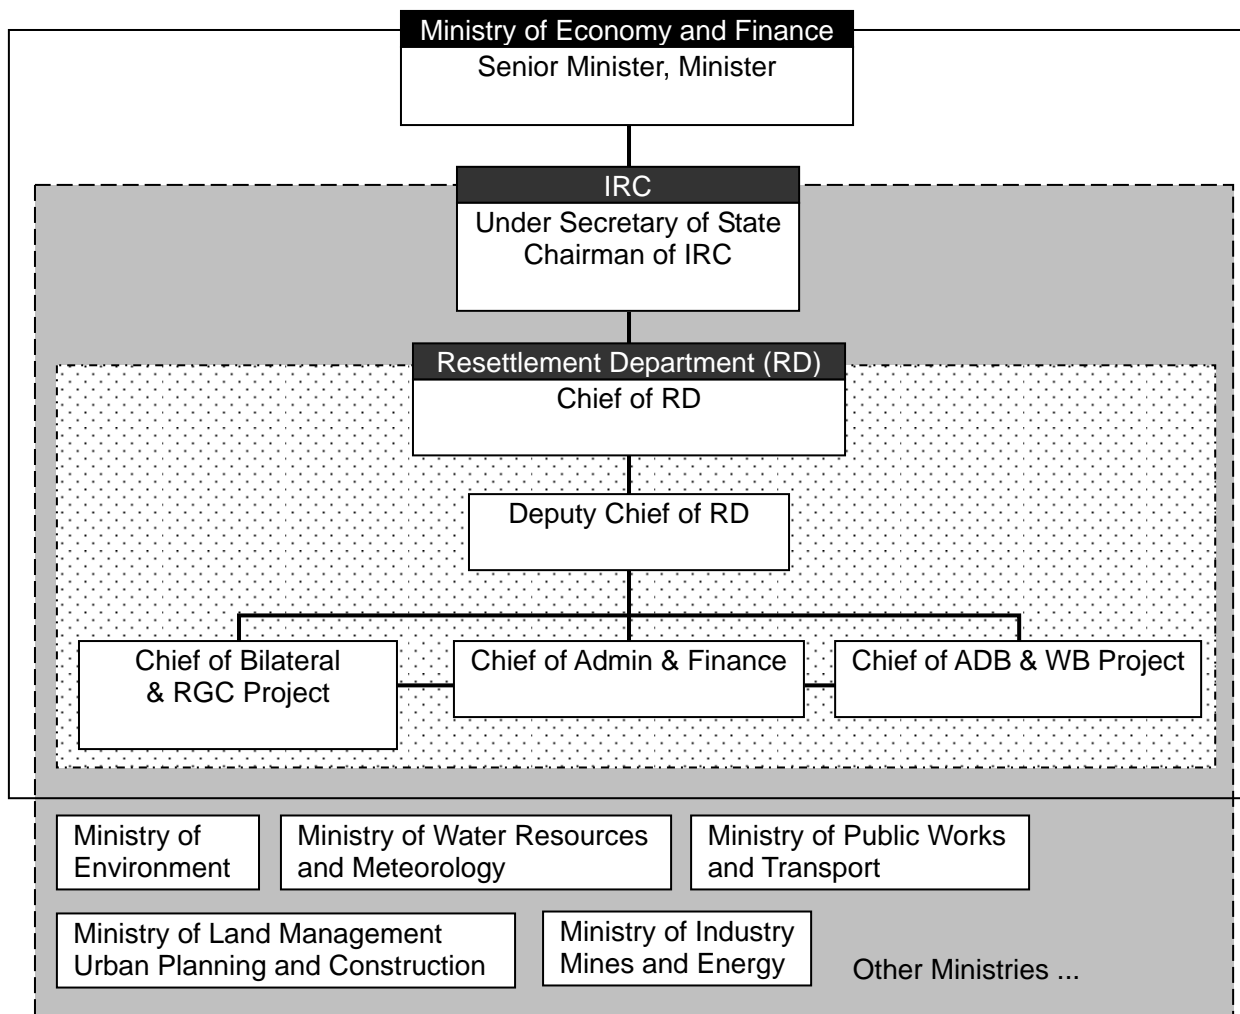 Ministry of Economy and Finance
Senior Minister, Minister
IRC
Under Secretary of State
Chairman of IRC
Resettlement Department (RD)
Chief of RD
Deputy Chief of RD
Chief of Bilateral
& RGC Project
Chief of Admin & Finance
Chief of ADB & WB Project
Ministry of
Environment
Ministry of Water Resources
and Meteorology
Ministry of Public Works
and Transport
Ministry of Land Management
Urban Planning and Construction
Ministry of Industry
Mines and Energy
Other Ministries ...